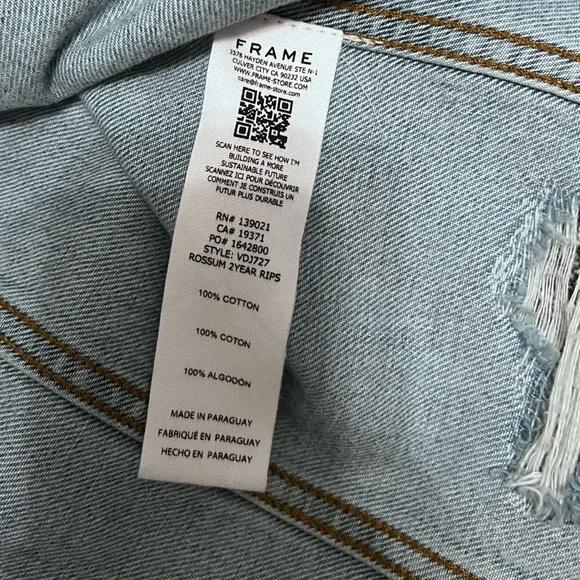 FRAME
3578 HAYDEN AVENUE STE N-1
CULVER CITY CA 90232 USA
WWW.FRAME-STORE.COM
care@frame-store.com
SCAN HERE TO SEE HOW I™
BUILDING A MORE
SUSTAINABLE FUTURE
SCANNEZ ICI POUR DÉCOUVRIR
COMMENT JE CONSTRUIS UN
FUTUR PLUS DURABLE
RN# 139021
CA# 19371
PO# 1642800
STYLE: VDJ727
ROSSUM 2YEAR RIPS
100% COTTON
100% COTON
100% ALGODÓN
MADE IN PARAGUAY
FABRIQUÉ EN PARAGUAY
HECHO EN PARAGUAY